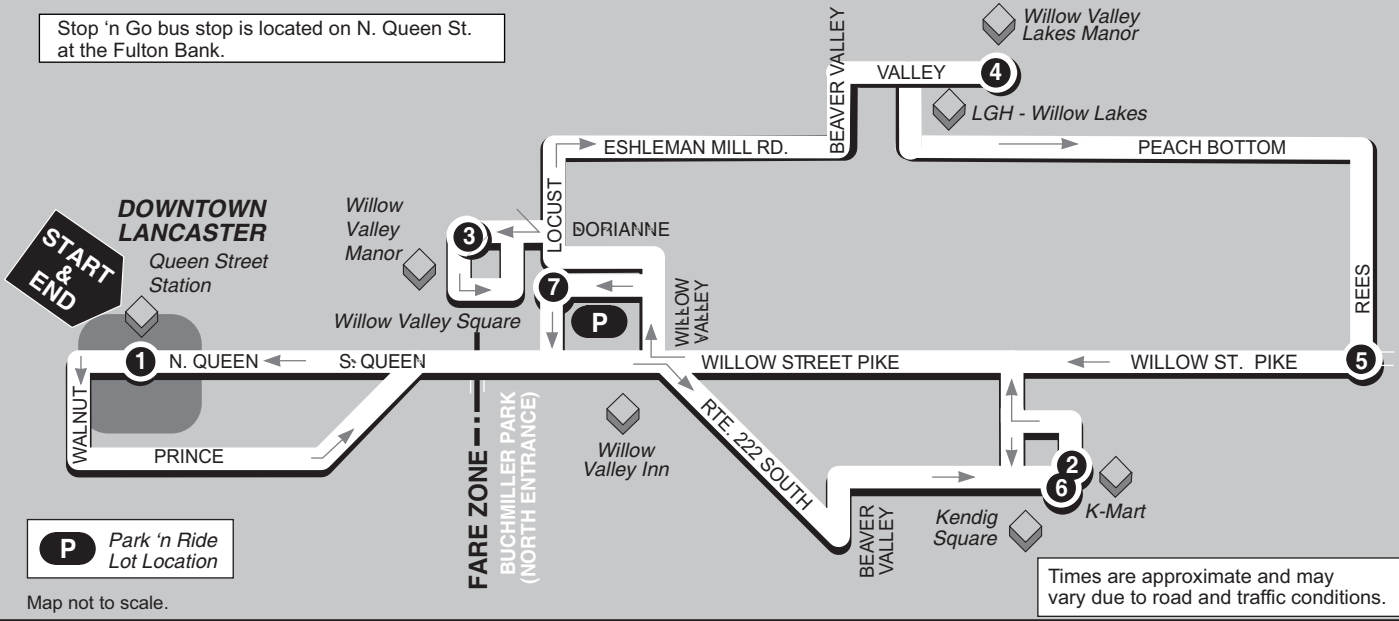 Stop 'n Go bus stop is located on N. Queen St.
at the Fulton Bank.
Willow Valley
Lakes Manor
BEAVER VALLEY
VALLEY
4
LGH - Willow Lakes
ESHLEMAN MILL RD.
PEACH BOTTOM
LOCUST
DORIANNE
Willow
Valley
Manor
3
DOWNTOWN
LANCASTER
Queen Street
Station
START
&
END
7
P
WILLOW
VALLEY
REES
Willow Valley Square
1
N. QUEEN
S. QUEEN
WILLOW STREET PIKE
WILLOW ST. PIKE
5
WALNUT
PRINCE
FARE ZONE
BUCHMILLER PARK
(NORTH ENTRANCE)
Willow
Valley Inn
RTE. 222 SOUTH
BEAVER
VALLEY
2
6
K-Mart
Kendig
Square
P
Park 'n Ride
Lot Location
Map not to scale.
Times are approximate and may
vary due to road and traffic conditions.